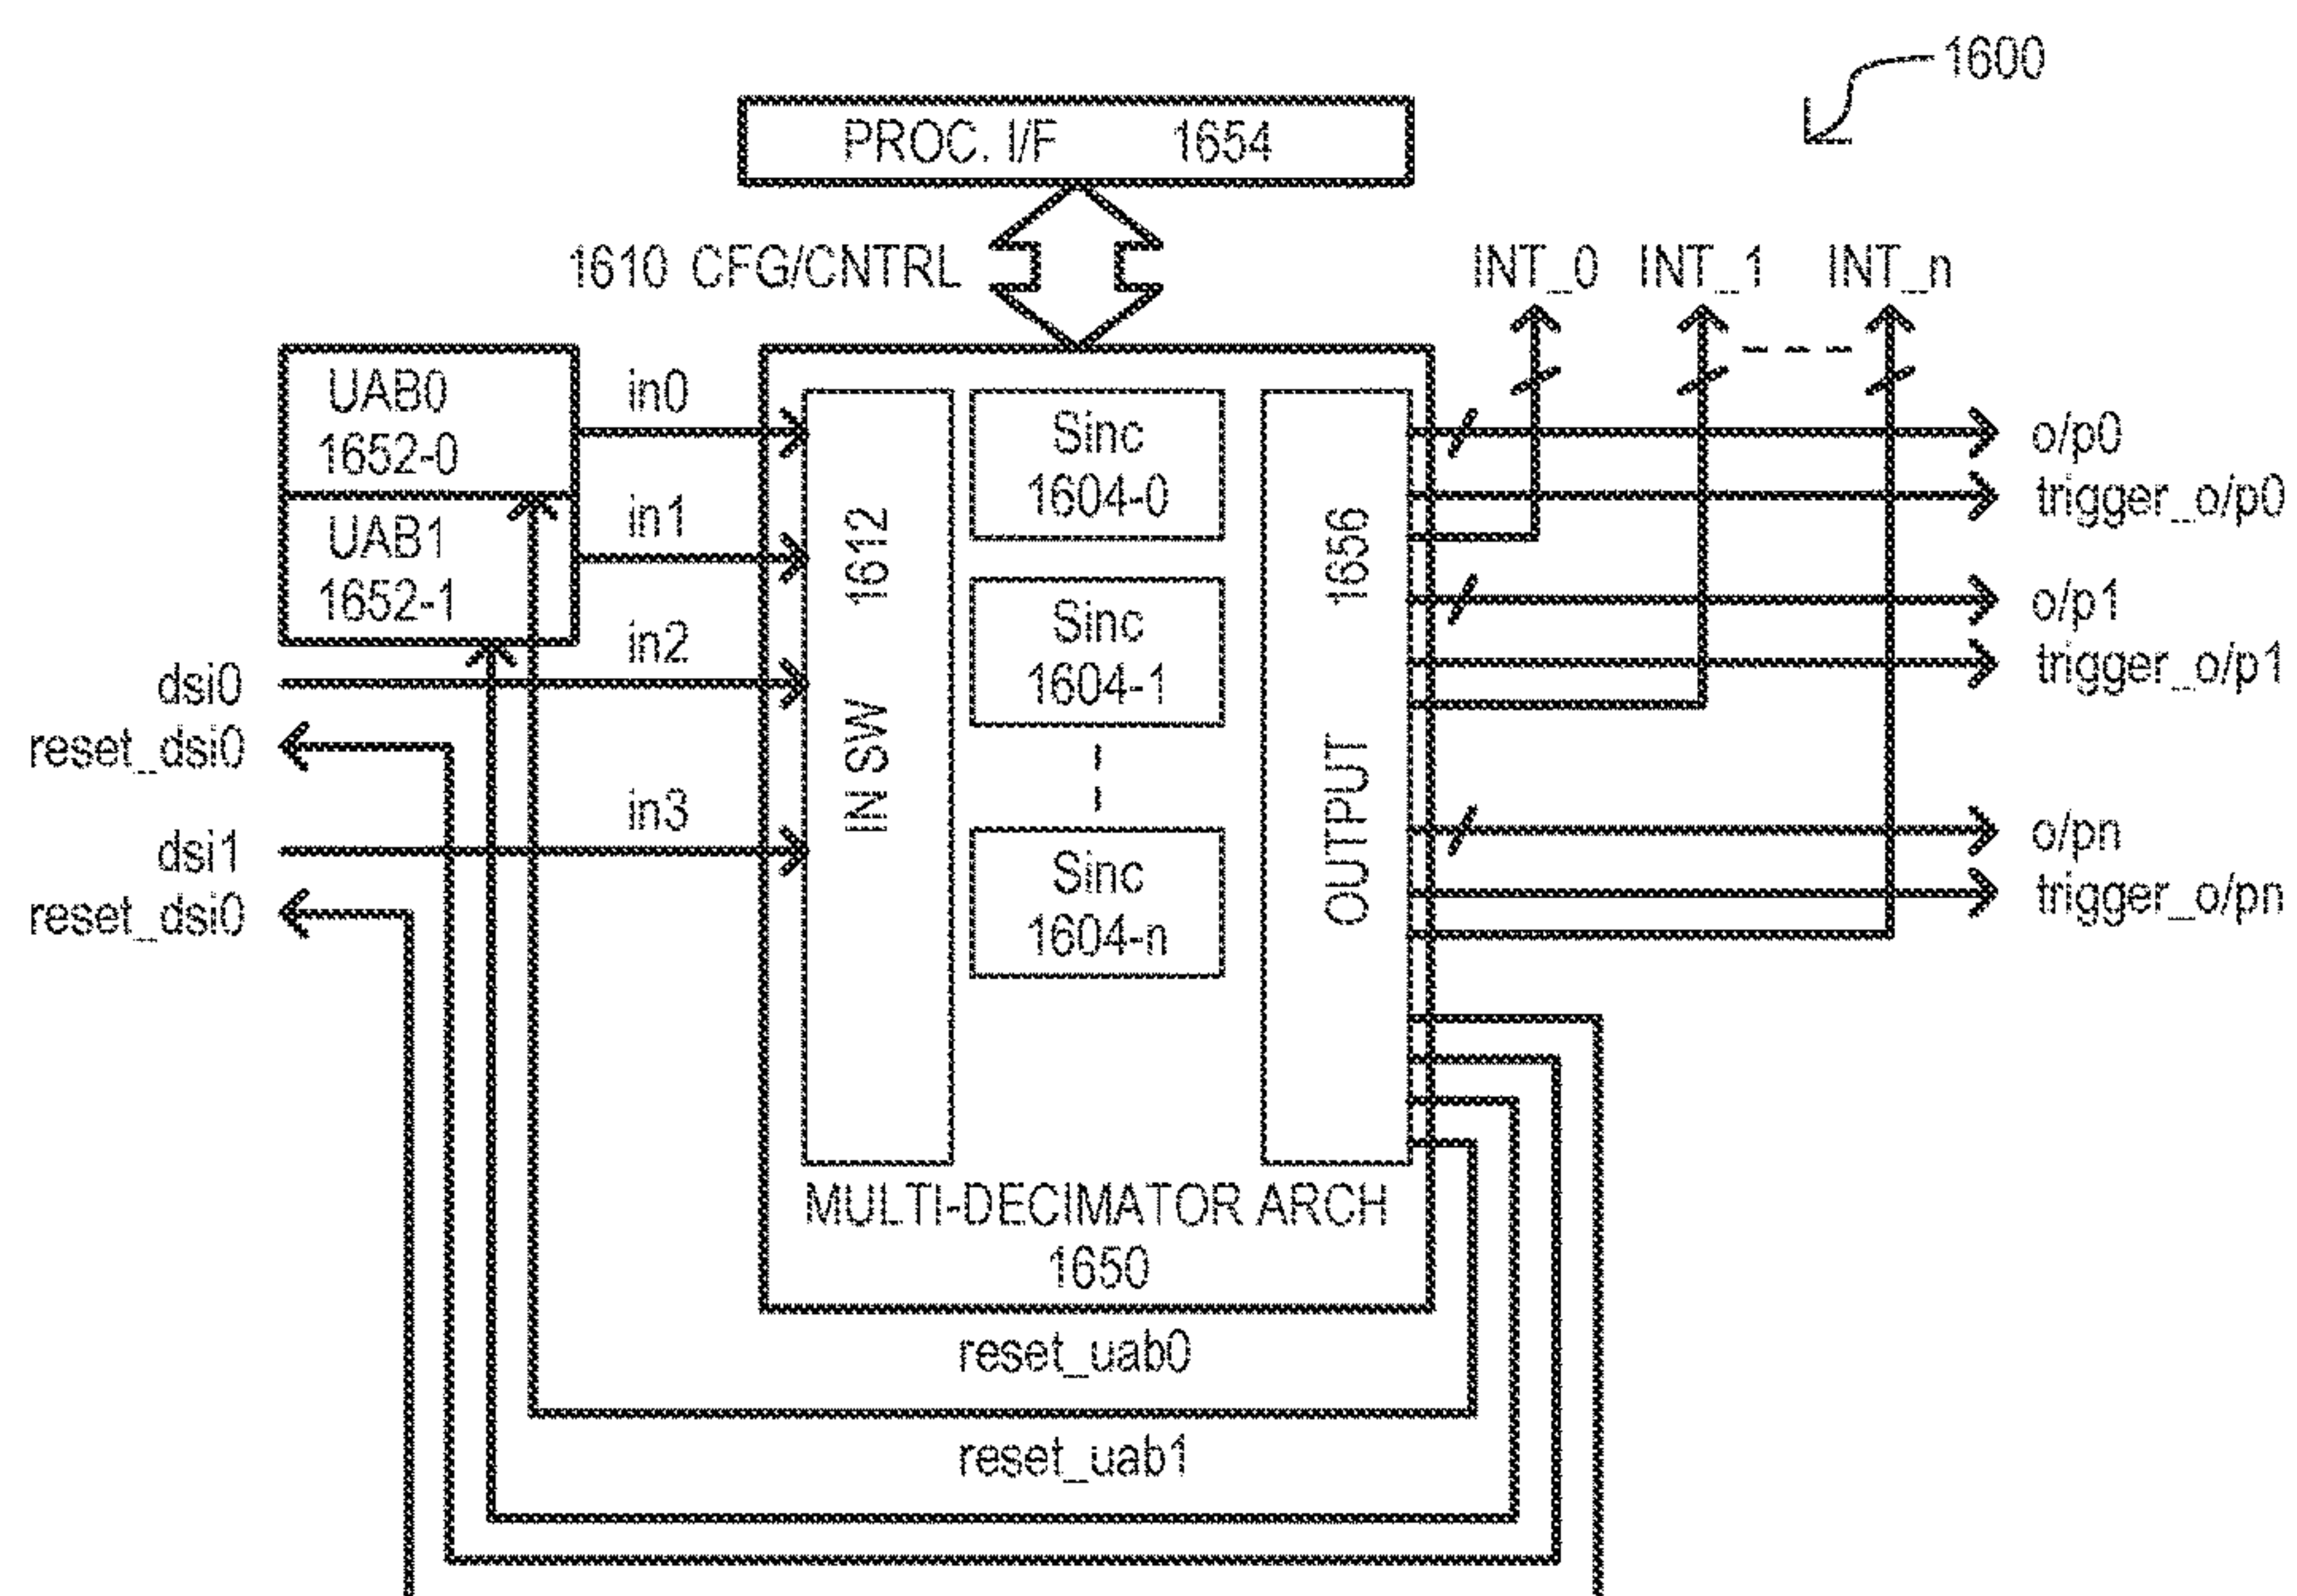 1600
PROC. I/F 1654
1610 CFG/CNTRL
INT_0 INT_1 INT_n
UAB0
1652-0
UAB1
1652-1
in0
in1
in2
in3
dsi0
reset_dsi0
dsi1
reset_dsi0
IN SW 1612
Sinc
1604-0
Sinc
1604-1
Sinc
1604-n
OUTPUT 1656
o/p0
trigger_o/p0
o/p1
trigger_o/p1
o/pn
trigger_o/pn
MULTI-DECIMATOR ARCH
1650
reset_uab0
reset_uab1